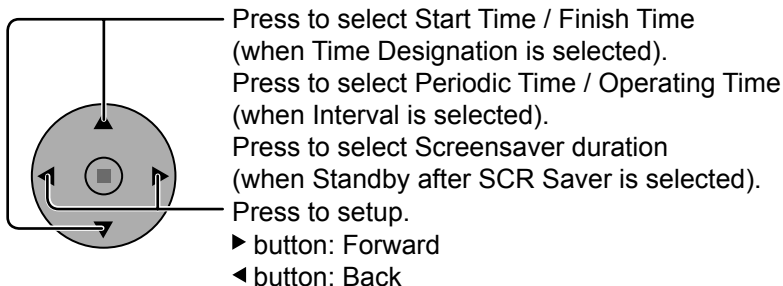 Press to select Start Time / Finish Time
(when Time Designation is selected).
Press to select Periodic Time / Operating Time
(when Interval is selected).
Press to select Screensaver duration
(when Standby after SCR Saver is selected).
Press to setup.
▶ button: Forward
◀ button: Back